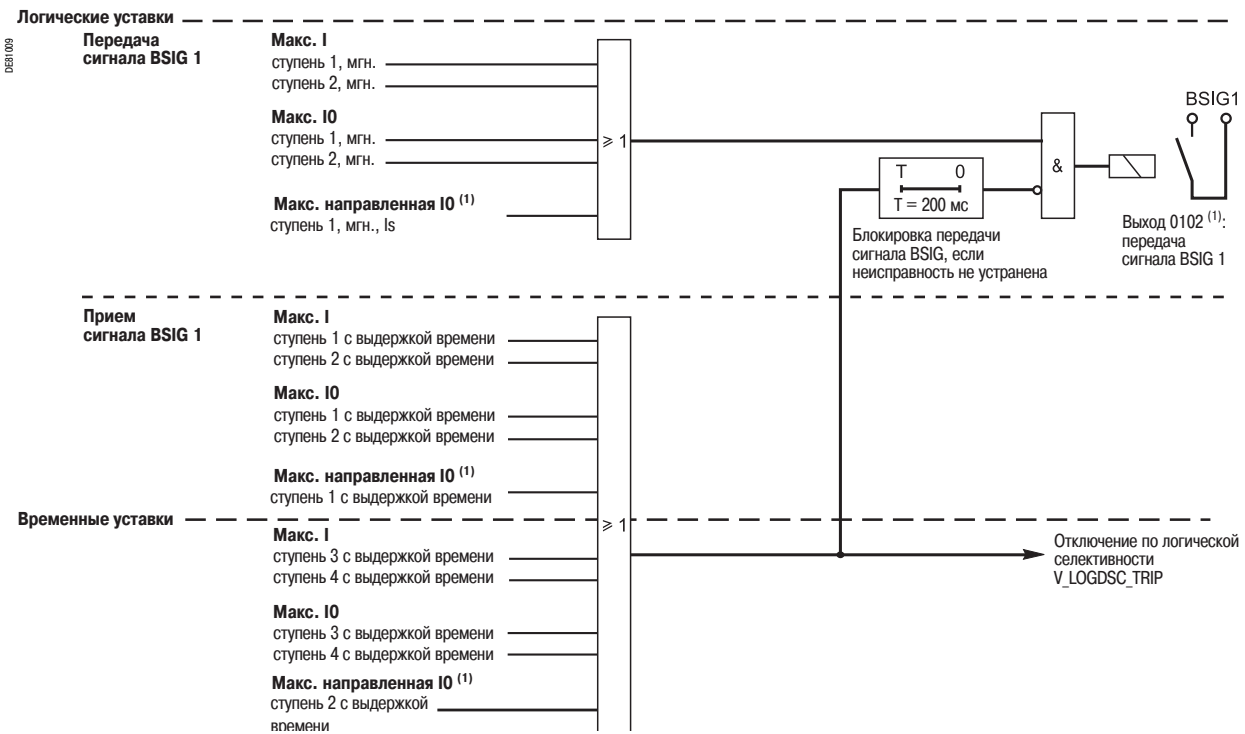 Логические уставки
DE81009
Передача
сигнала BSIG 1
Макс. I
ступень 1, мгн.
ступень 2, мгн.
Макс. I0
ступень 1, мгн.
ступень 2, мгн.
Макс. направленная I0 (1)
ступень 1, мгн., Is
≥ 1
T 0
T = 200 мс
Блокировка передачи
сигнала BSIG, если
неисправность не устранена
&
BSIG1
Выход 0102 (1):
передача
сигнала BSIG 1
Прием
сигнала BSIG 1
Макс. I
ступень 1 с выдержкой времени
ступень 2 с выдержкой времени
Макс. I0
ступень 1 с выдержкой времени
ступень 2 с выдержкой времени
Макс. направленная I0 (1)
ступень 1 с выдержкой времени
Временные уставки
≥ 1
Макс. I
ступень 3 с выдержкой времени
ступень 4 с выдержкой времени
Макс. I0
ступень 3 с выдержкой времени
ступень 4 с выдержкой времени
Макс. направленная I0 (1)
ступень 2 с выдержкой
времени
Отключение по логической
селективности
V_LOGDSC_TRIP